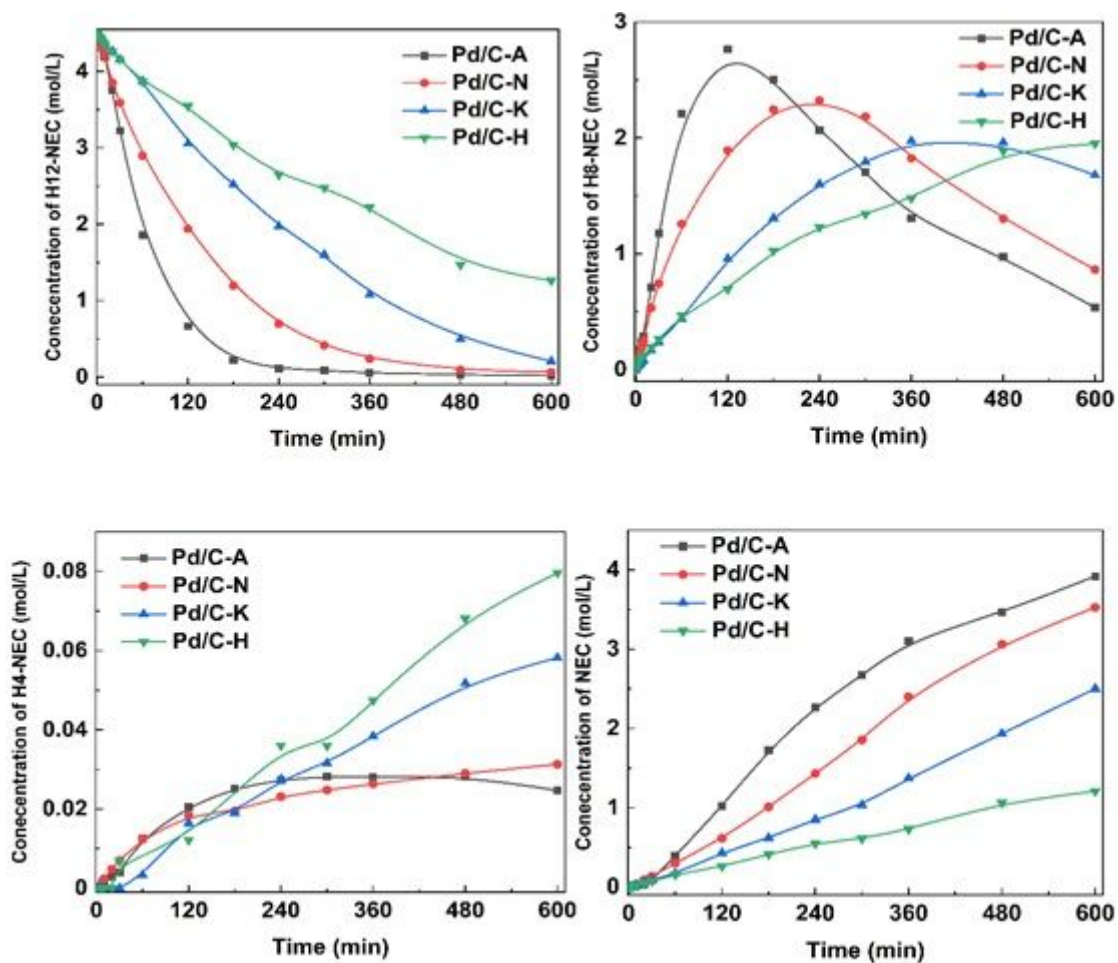 Conecentration of H12-NEC (mol/L)
4
3
2
1
0
Pd/C-A
Pd/C-N
Pd/C-K
Pd/C-H
0 120 240 360 480 600
Time (min)
Conecentration of H8-NEC (mol/L)
3
2
1
0
Pd/C-A
Pd/C-N
Pd/C-K
Pd/C-H
0 120 240 360 480 600
Time (min)
Conecentration of H4-NEC (mol/L)
0.08
0.06
0.04
0.02
0
Pd/C-A
Pd/C-N
Pd/C-K
Pd/C-H
0 120 240 360 480 600
Time (min)
Conecentration of NEC (mol/L)
4
3
2
1
0
Pd/C-A
Pd/C-N
Pd/C-K
Pd/C-H
0 120 240 360 480 600
Time (min)